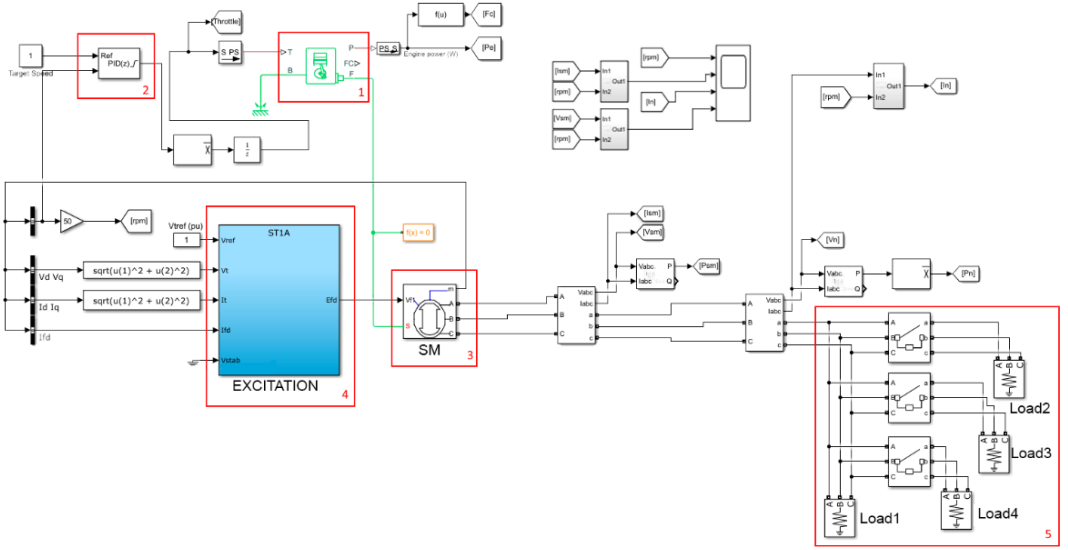 1
Target Speed
Ref
PID(z)
2
[Throttle]
S PS
T
B
P
FC
F
1
PS S
Engine power (W)
f(u)
[Fc]
[Pe]
[Ism]
[rpm]
In1
In2
Out1
[Vsm]
[rpm]
In1
In2
Out1
[rpm]
[In]
[rpm]
In1
In2
Out1
[In]
x
1
z
50
[rpm]
Vd Vq
Id Iq
Ifd
sqrt(u(1)^2 + u(2)^2)
sqrt(u(1)^2 + u(2)^2)
Vtref (pu)
1
ST1A
Vref
Vt
It
Ifd
Vstab
Efd
EXCITATION
4
f(x) = 0
S
m
A
B
C
SM
3
[Ism]
[Vsm]
Vabc
Iabc
P
Q
[Psm]
A
B
C
Vabc
Iabc
a
b
c
[Vn]
Vabc
Iabc
P
Q
x
[Pn]
A
B
C
Vabc
Iabc
a
b
c
A
B
C
a
b
c
A B C
Load2
A
B
C
a
b
c
A B C
Load3
A
B
C
a
b
c
A B C
Load4
A B C
Load1
5